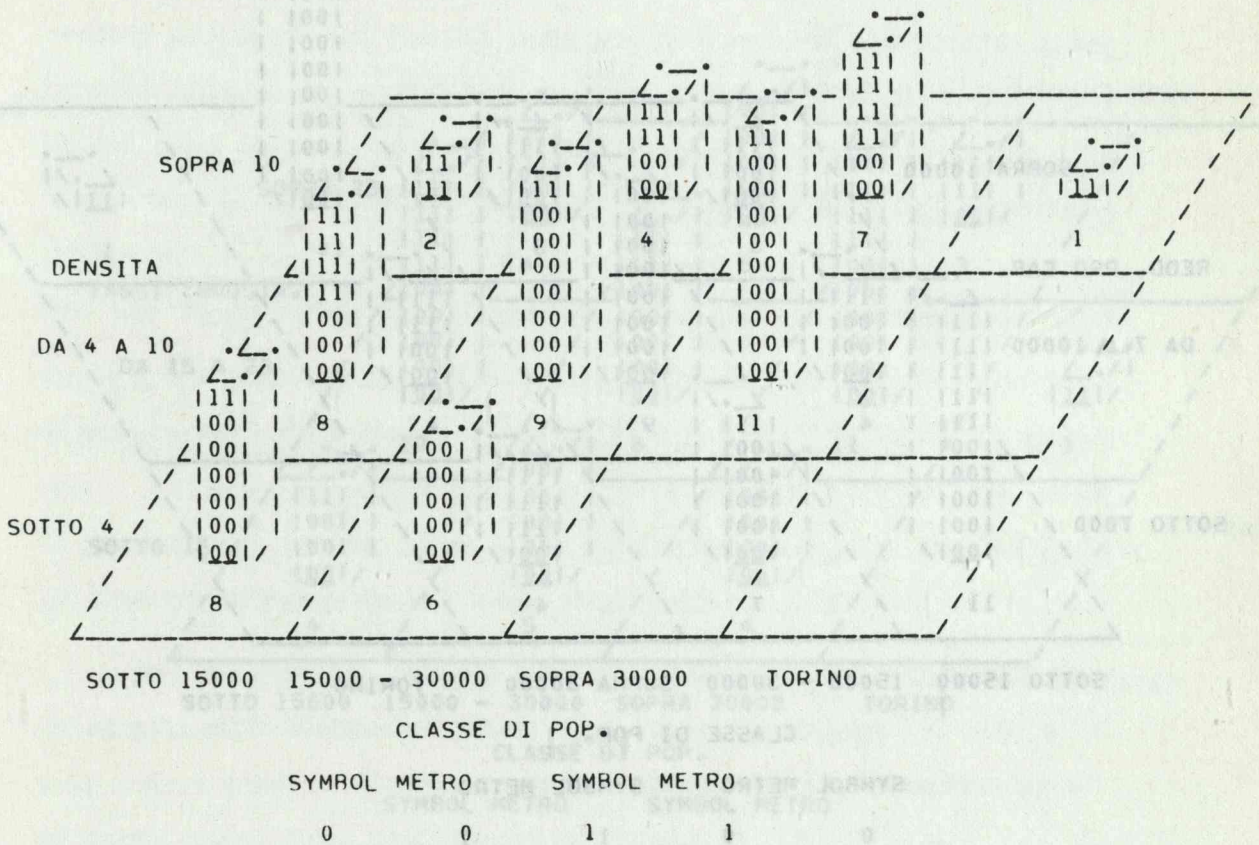 SOPRA 10
2 4 7 1
DENSITA
DA 4 A 10
8 9 11
SOTTO 4
8 6
SOTTO 15000 15000 - 30000 SOPRA 30000 TORINO
CLASSE DI POP.
SYMBOL METRO SYMBOL METRO
0 0 1 1